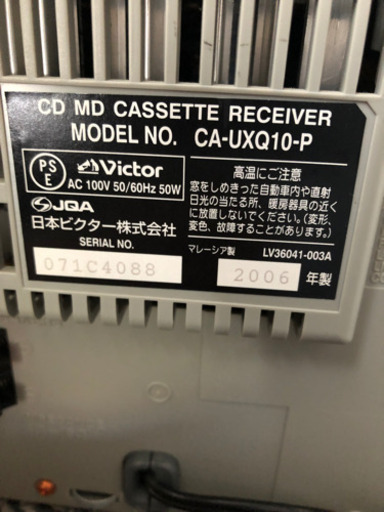 CD MD CASSETTE RECEIVER
MODEL NO. CA-UXQ10-P
PSE
Victor
AC 100V 50/60Hz 50W
JQA
日本ビクター株式会社
SERIAL NO.
071C4088
高温にご注意
窓をしめきった自動車内や直射
日光の当たる所、暖房器具の近く
に放置しないでください。(変形、
変色、故障することがあります。)
マレーシア製 LV36041-003A
2006 年製